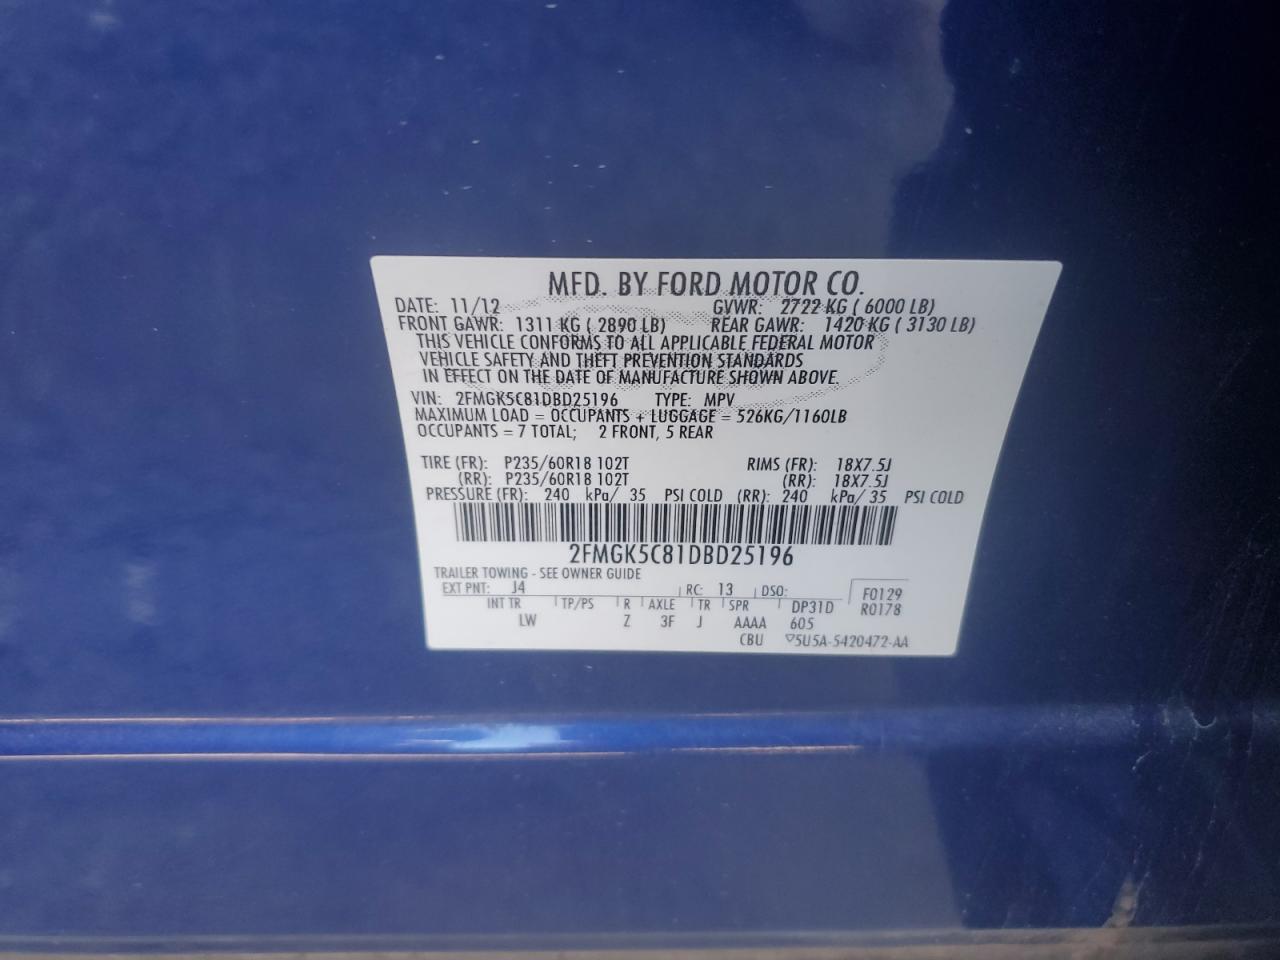 MFD. BY FORD MOTOR CO.
DATE: 11/12 GVWR: 2722 KG ( 6000 LB)
FRONT GAWR: 1311 KG ( 2890 LB) REAR GAWR: 1420 KG ( 3130 LB)
THIS VEHICLE CONFORMS TO ALL APPLICABLE FEDERAL MOTOR
VEHICLE SAFETY AND THEFT PREVENTION STANDARDS
IN EFFECT ON THE DATE OF MANUFACTURE SHOWN ABOVE.
VIN: 2FMGK5C81DBD25196 TYPE: MPV
MAXIMUM LOAD = OCCUPANTS + LUGGAGE = 526KG/1160LB
OCCUPANTS = 7 TOTAL; 2 FRONT, 5 REAR
TIRE (FR): P235/60R18 102T RIMS (FR): 18X7.5J
(RR): P235/60R18 102T (RR): 18X7.5J
PRESSURE (FR): 240 kPa/ 35 PSI COLD (RR): 240 kPa/ 35 PSI COLD
2FMGK5C81DBD25196
TRAILER TOWING - SEE OWNER GUIDE
EXT PNT: J4 RC: 13 DSO: F0129
INT TR TP/PS R AXLE TR SPR DP31D R0178
LW Z 3F J AAAA 605
CBU 5U5A-5420472-AA